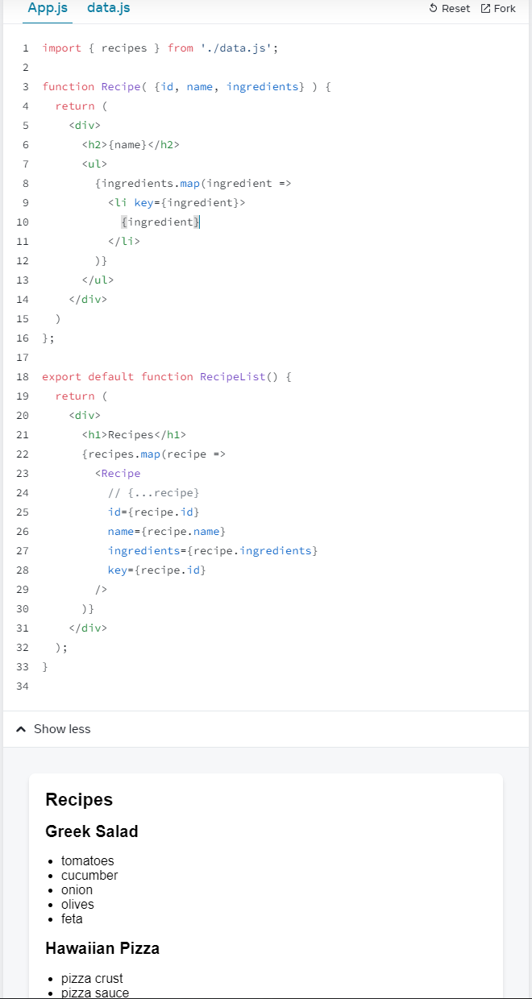 App.js data.js Reset Fork
1 import { recipes } from './data.js';
2
3 function Recipe( {id, name, ingredients} ) {
4   return (
5     <div>
6       <h2>{name}</h2>
7       <ul>
8         {ingredients.map(ingredient =>
9           <li key={ingredient}>
10             {ingredient}
11           </li>
12         )}
13       </ul>
14     </div>
15   )
16 };
17
18 export default function RecipeList() {
19   return (
20     <div>
21       <h1>Recipes</h1>
22       {recipes.map(recipe =>
23         <Recipe
24           // {...recipe}
25           id={recipe.id}
26           name={recipe.name}
27           ingredients={recipe.ingredients}
28           key={recipe.id}
29         />
30       )}
31     </div>
32   );
33 }
34
Show less
Recipes
Greek Salad
• tomatoes
• cucumber
• onion
• olives
• feta
Hawaiian Pizza
• pizza crust
• pizza sauce